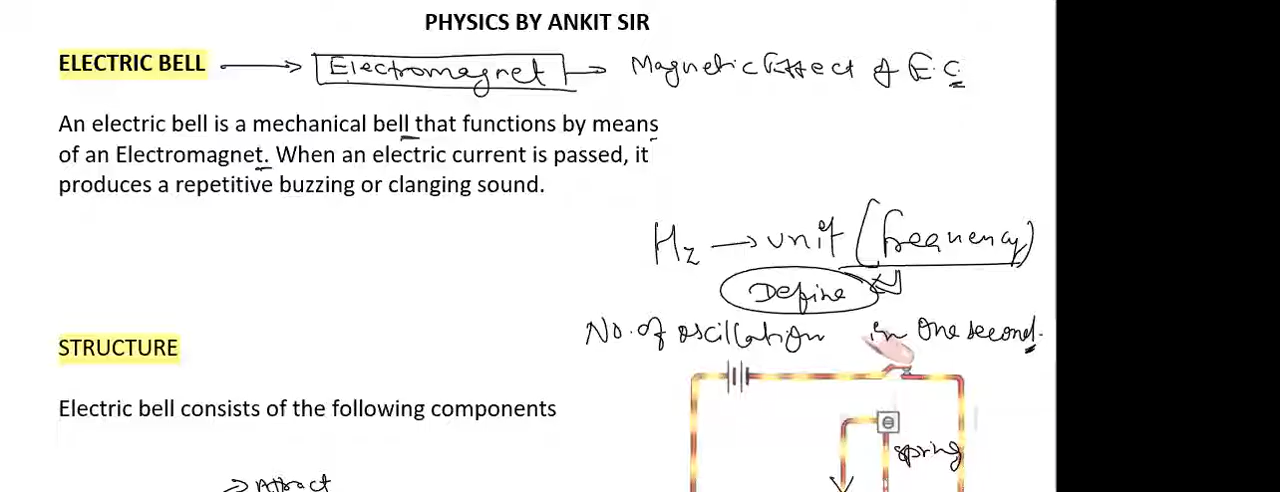 PHYSICS BY ANKIT SIR
ELECTRIC BELL → Electromagnet → Magnetic Effect of E.C.
An electric bell is a mechanical bell that functions by means
of an Electromagnet. When an electric current is passed, it
produces a repetitive buzzing or clanging sound.
Hz → unit of (frequency)
Define
No. of oscillation in One second.
STRUCTURE
Electric bell consists of the following components
spring
→ Attract